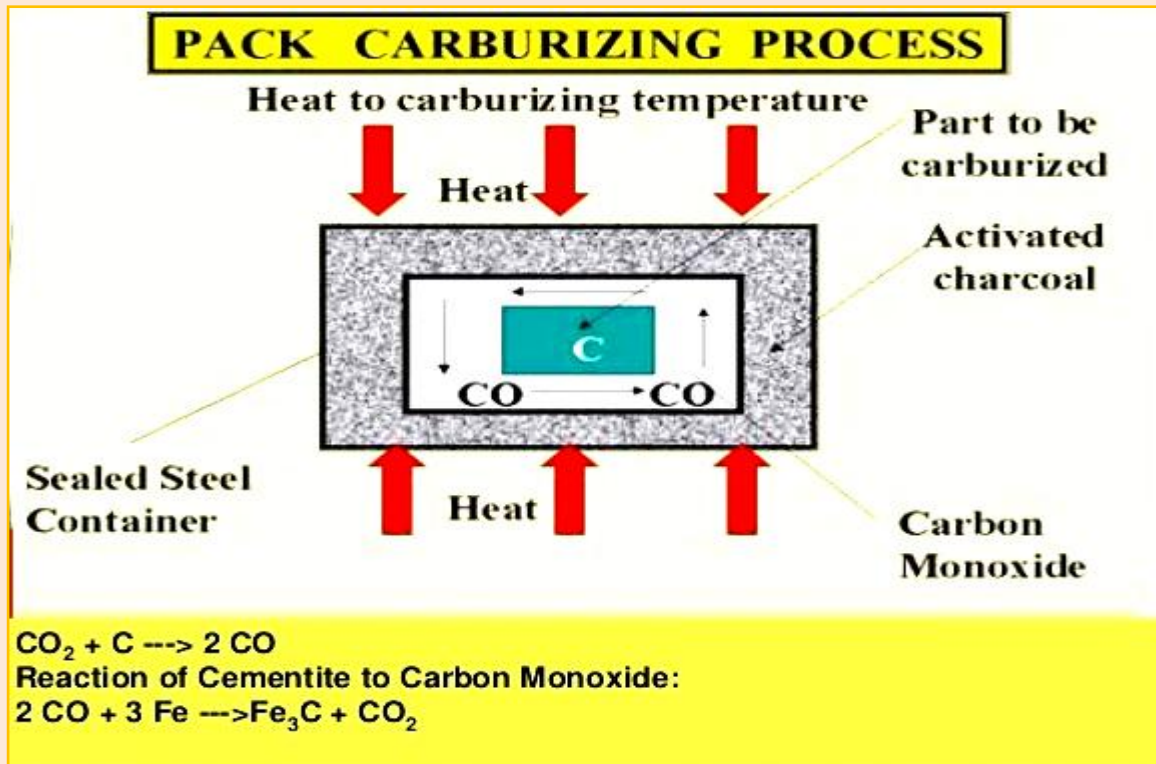 PACK CARBURIZING PROCESS
Heat to carburizing temperature
Part to be
carburized
Heat
Activated
charcoal
C
CO CO
Sealed Steel
Container
Heat
Carbon
Monoxide
CO₂ + C ---> 2 CO
Reaction of Cementite to Carbon Monoxide:
2 CO + 3 Fe --->Fe₃C + CO₂